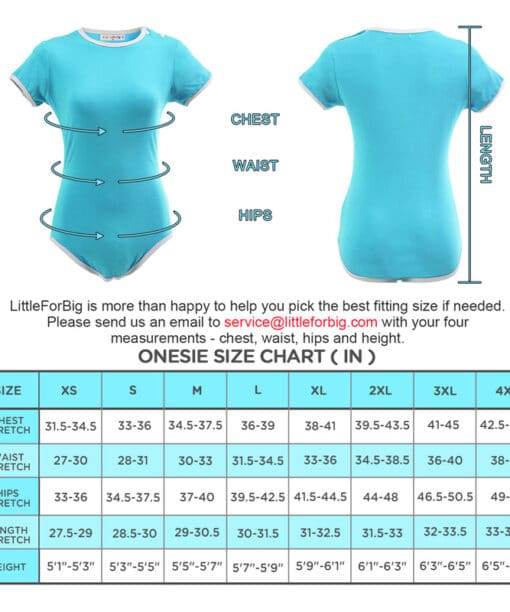 CHEST
WAIST
HIPS
LENGTH
LittleForBig is more than happy to help you pick the best fitting size if needed.
Please send us an email to service@littleforbig.com with your four
measurements - chest, waist, hips and height.
ONESIE SIZE CHART ( IN )
SIZE XS S M L XL 2XL 3XL 4X
HEST
RETCH 31.5-34.5 33-36 34.5-37.5 36-39 38-41 39.5-43.5 41-45 42.5-
WAIST
RETCH 27-30 28-31 30-33 31.5-34.5 33-36 34.5-38.5 36-40 38-
HIPS
RETCH 33-36 34.5-37.5 37-40 39.5-42.5 41.5-44.5 44-48 46.5-50.5 49-
NGTH
RETCH 27.5-29 28.5-30 29-30.5 30-31.5 31-32.5 31.5-33 32-33.5 33-3
EIGHT 5'1"-5'3" 5'3"-5'5" 5'5"-5'7" 5'7"-5'9" 5'9"-6'1" 6'1"-6'3" 6'3"-6'5" 6'5"-